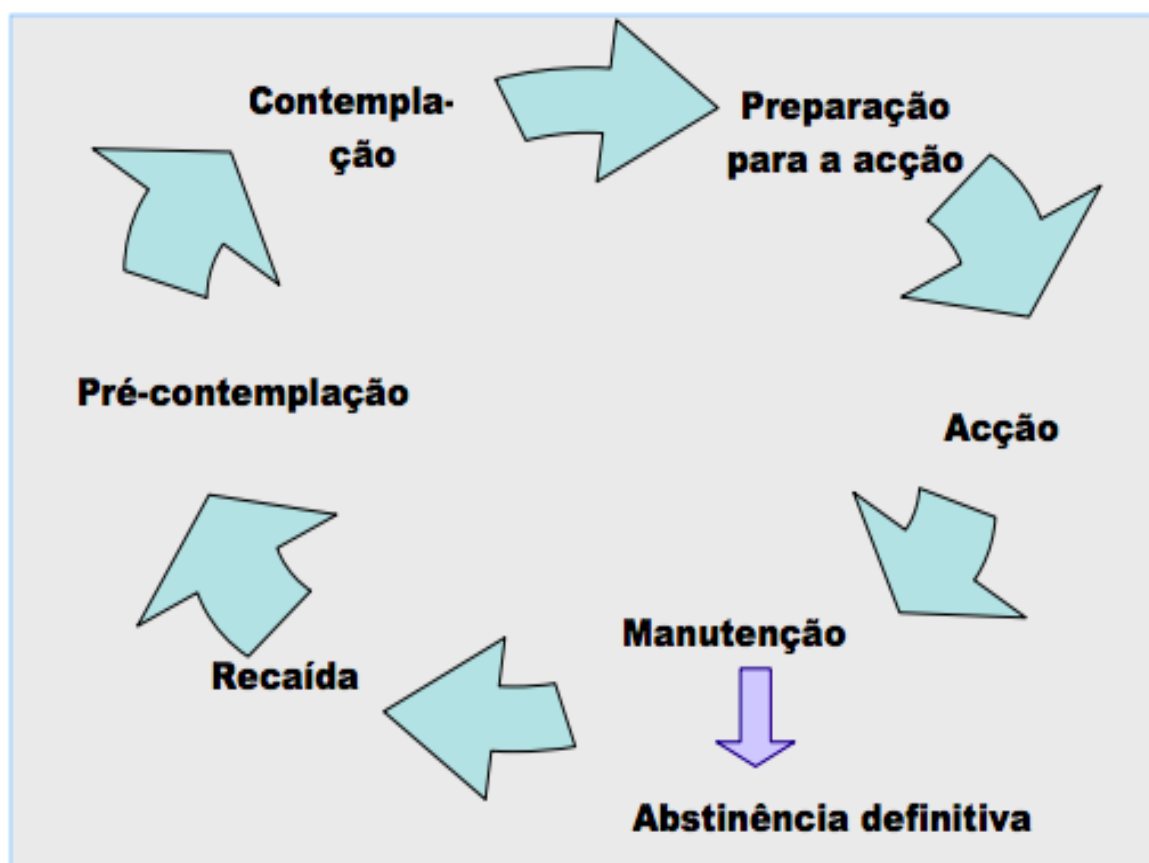 Contempla-
ção
Preparação
para a acção
Pré-contemplação
Acção
Manutenção
Recaída
Abstinência definitiva